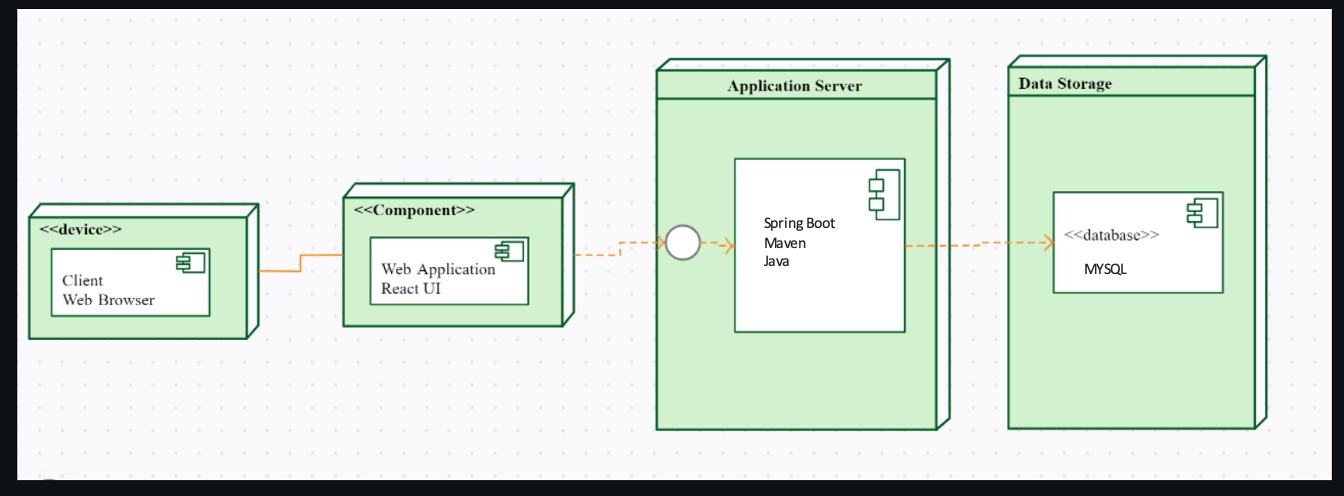 <<device>>
Client
Web Browser
<<Component>>
Web Application
React UI
Application Server
Spring Boot
Maven
Java
Data Storage
<<database>>
MYSQL